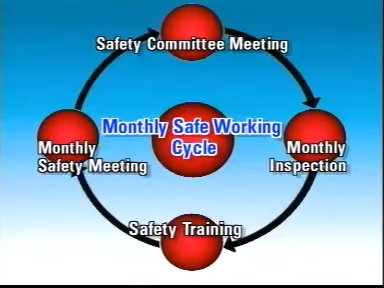 Safety Committee Meeting
Monthly Safe Working
Cycle
Monthly
Safety Meeting
Monthly
Inspection
Safety Training